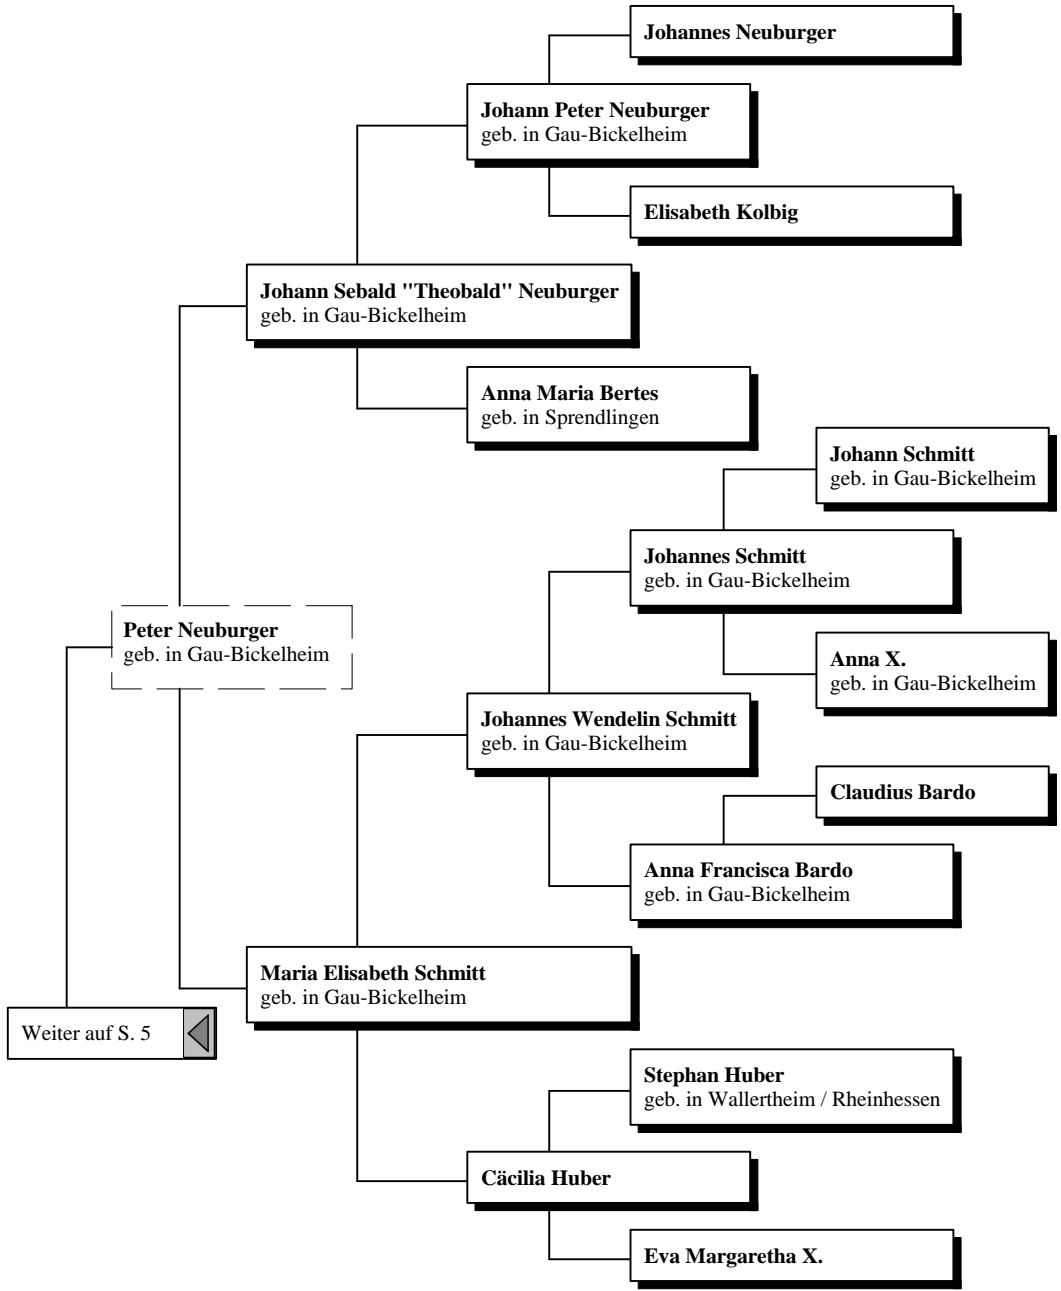 Johannes Neuburger
Johann Peter Neuburger
geb. in Gau-Bickelheim
Elisabeth Kolbig
Johann Sebald "Theobald" Neuburger
geb. in Gau-Bickelheim
Anna Maria Bertes
geb. in Sprendlingen
Johann Schmitt
geb. in Gau-Bickelheim
Johannes Schmitt
geb. in Gau-Bickelheim
Peter Neuburger
geb. in Gau-Bickelheim
Anna X.
geb. in Gau-Bickelheim
Johannes Wendelin Schmitt
geb. in Gau-Bickelheim
Claudius Bardo
Anna Francisca Bardo
geb. in Gau-Bickelheim
Maria Elisabeth Schmitt
geb. in Gau-Bickelheim
Weiter auf S. 5
Stephan Huber
geb. in Wallertheim / Rheinhessen
Cäcilia Huber
Eva Margaretha X.